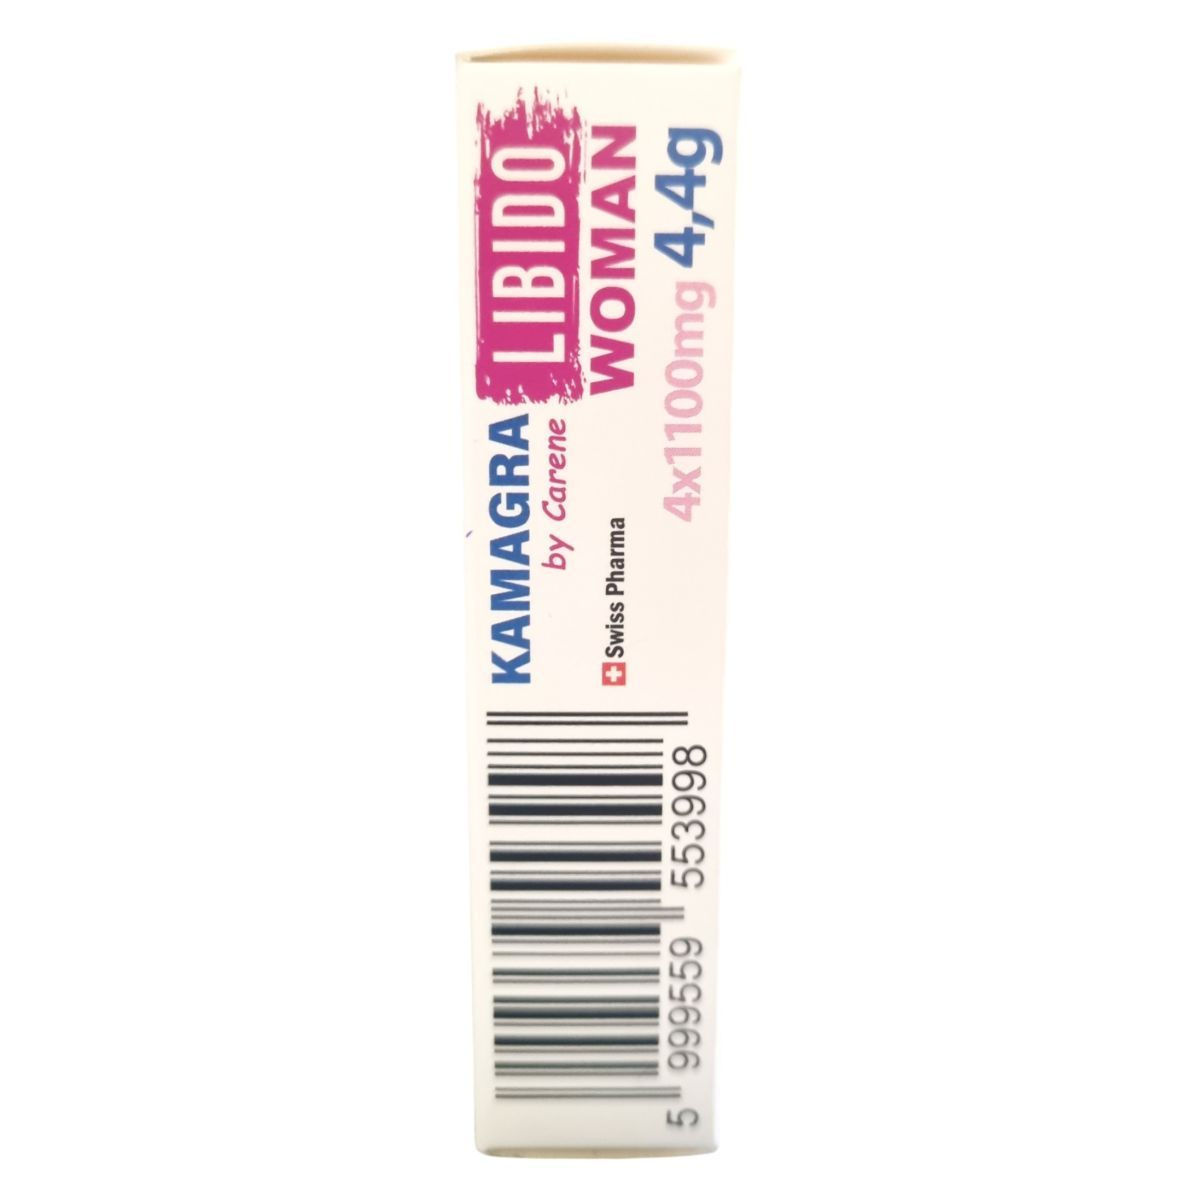 KAMAGRA LIBIDO
by Carene WOMAN
Swiss Pharma
4x1100mg 4,4g
5 999559 553998